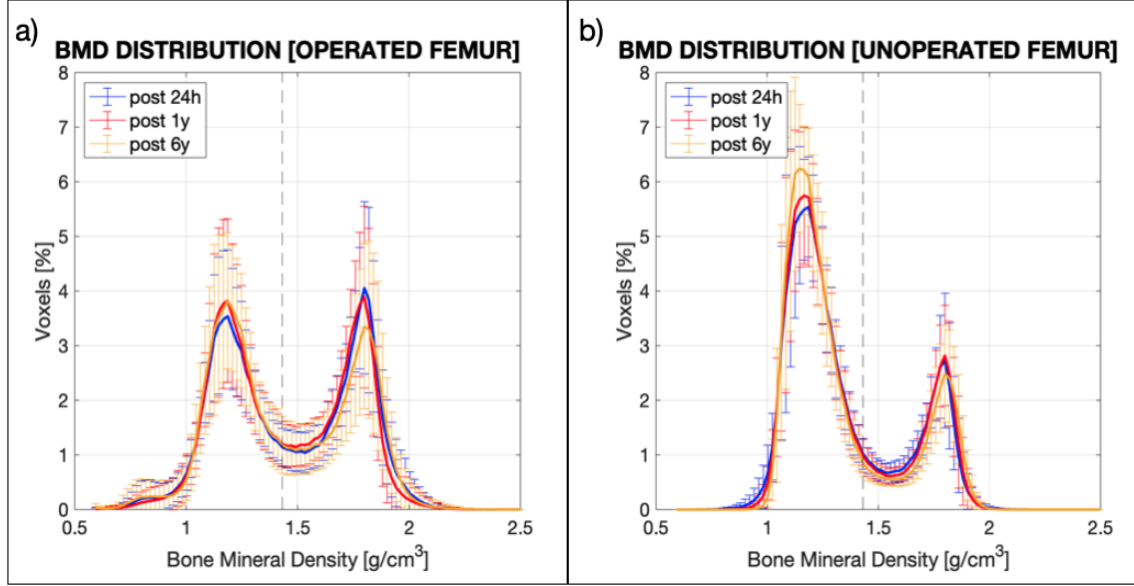 a)
BMD DISTRIBUTION [OPERATED FEMUR]
8
7
6
5
4
3
2
1
0
Voxels [%]
post 24h
post 1y
post 6y
0.5
1
1.5
2
2.5
Bone Mineral Density [g/cm³]
b)
BMD DISTRIBUTION [UNOPERATED FEMUR]
8
7
6
5
4
3
2
1
0
Voxels [%]
post 24h
post 1y
post 6y
0.5
1
1.5
2
2.5
Bone Mineral Density [g/cm³]